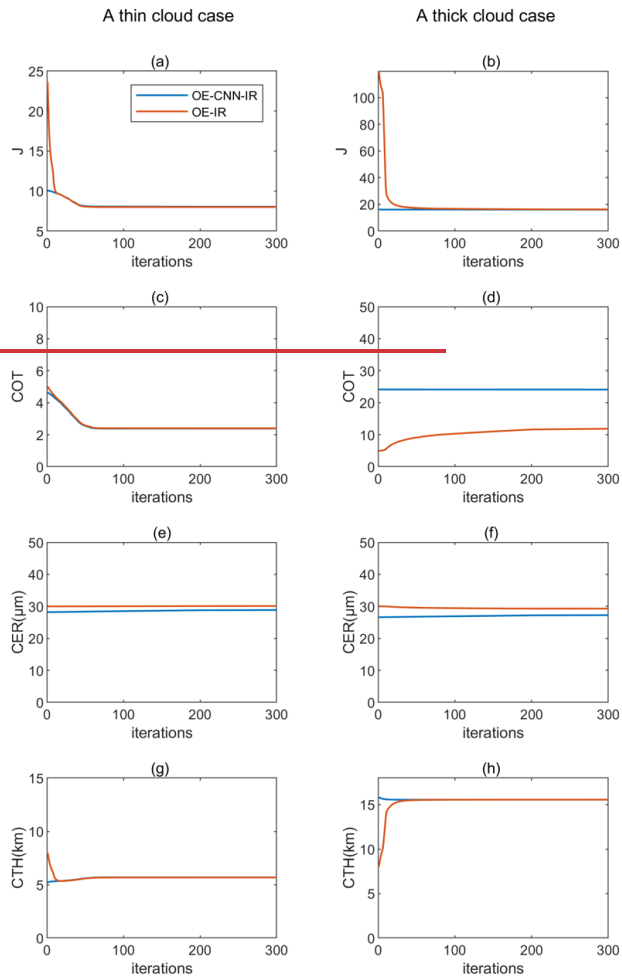 A thin cloud case
A thick cloud case
(a)
J
25
20
15
10
5
0
100
200
300
iterations
OE-CNN-IR
OE-IR
(b)
J
100
80
60
40
20
0
0
100
200
300
iterations
(c)
COT
10
8
6
4
2
0
0
100
200
300
iterations
(d)
COT
50
40
30
20
10
0
0
100
200
300
iterations
(e)
CER(μm)
50
40
30
20
10
0
0
100
200
300
iterations
(f)
CER(μm)
50
40
30
20
10
0
0
100
200
300
iterations
(g)
CTH(km)
15
10
5
0
0
100
200
300
iterations
(h)
CTH(km)
15
10
5
0
0
100
200
300
iterations